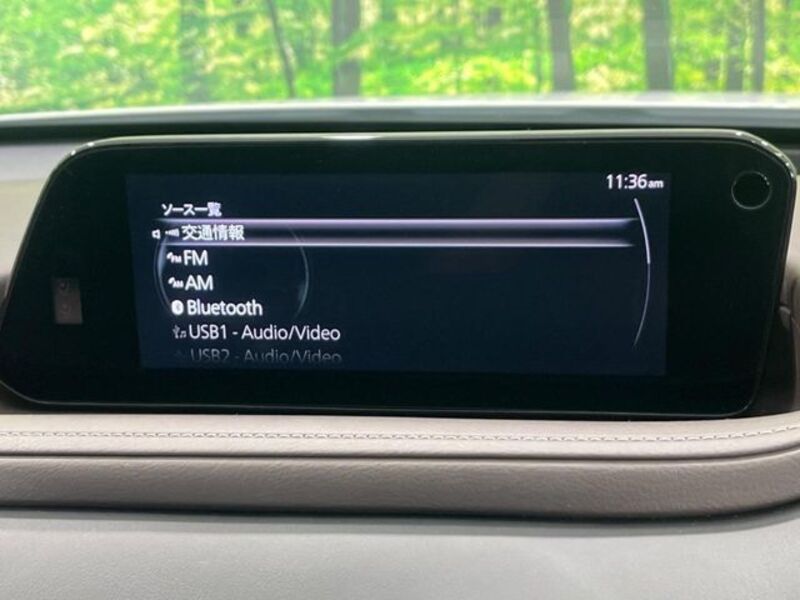 11:36am
ソース一覧
交通情報
FM
AM
Bluetooth
USB1 - Audio/Video
USB2 - Audio/Video